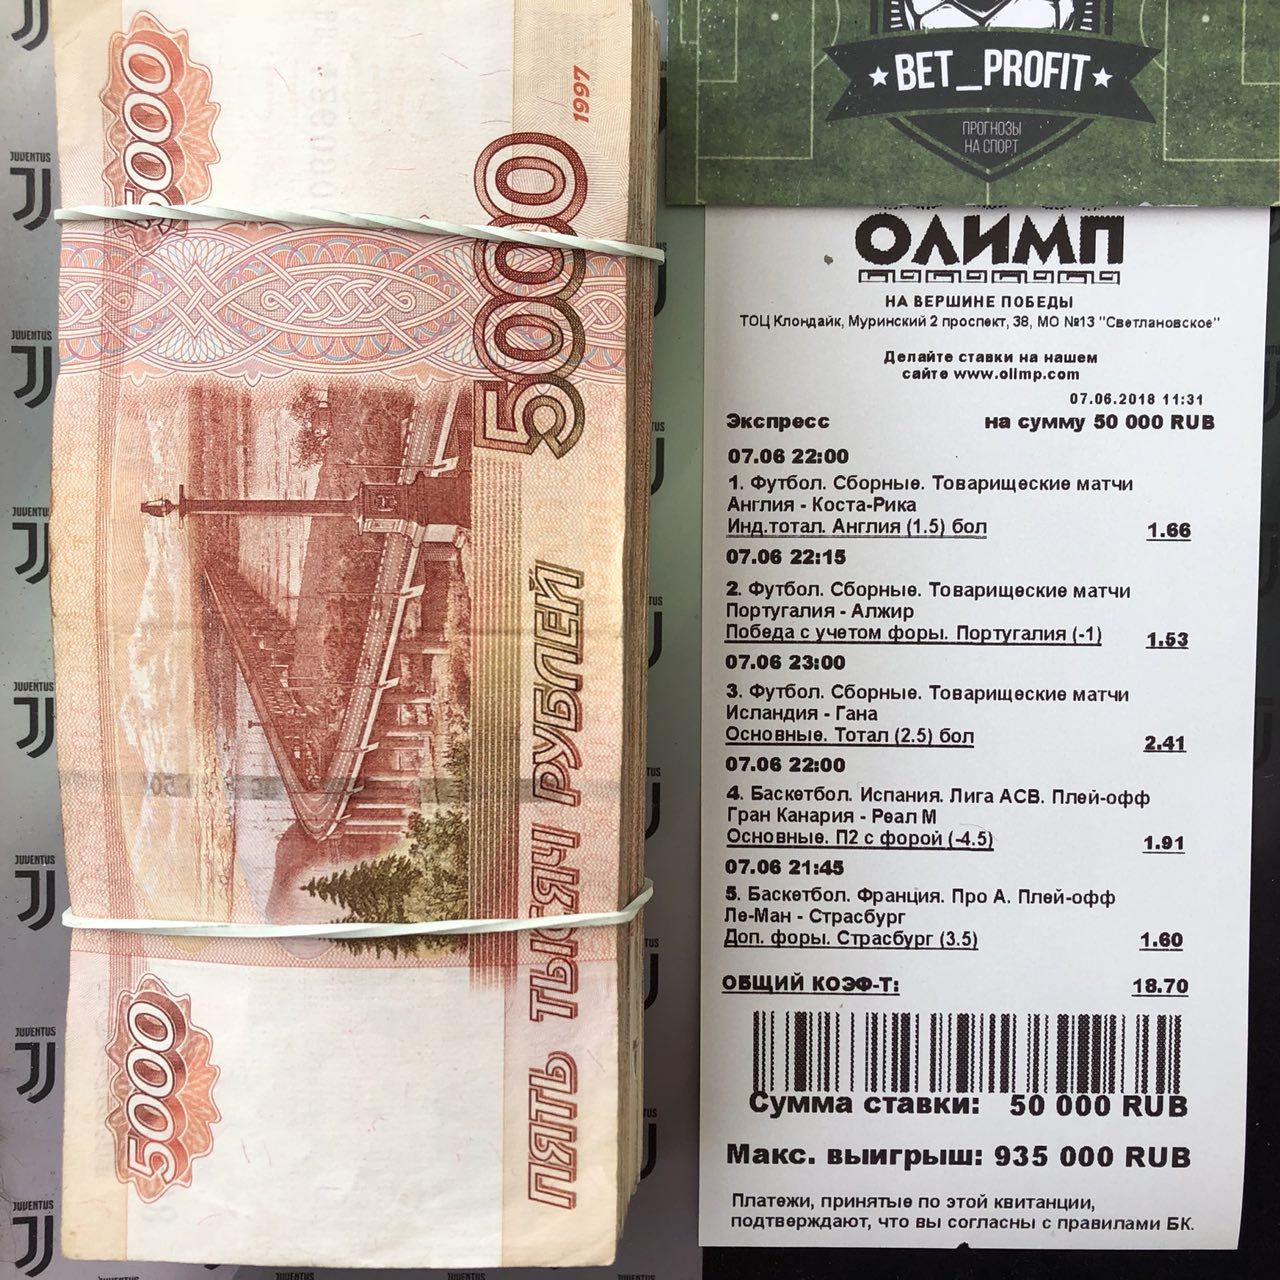 5000
1997
5000
ПЯТЬ ТЫСЯЧ РУБЛЕЙ
5000
JUVENTUS
JUVENTUS
JUVENTUS
JUVENTUS
JUVENTUS
JUVENTUS
JUVENTUS
BET_PROFIT
ПРОГНОЗЫ
НА СПОРТ
ОЛИМП
НА ВЕРШИНЕ ПОБЕДЫ
ТОЦ Клондайк, Муринский 2 проспект, 38, МО №13 "Светлановское"
Делайте ставки на нашем
сайте www.olimp.com
07.06.2018 11:31
Экспресс на сумму 50 000 RUB
07.06 22:00
1. Футбол. Сборные. Товарищеские матчи
Англия - Коста-Рика
Инд.тотал. Англия (1.5) бол 1.66
07.06 22:15
2. Футбол. Сборные. Товарищеские матчи
Португалия - Алжир
Победа с учетом форы. Португалия (-1) 1.53
07.06 23:00
3. Футбол. Сборные. Товарищеские матчи
Исландия - Гана
Основные. Тотал (2.5) бол 2.41
07.06 22:00
4. Баскетбол. Испания. Лига АСВ. Плей-офф
Гран Канария - Реал М
Основные. П2 с форой (-4.5) 1.91
07.06 21:45
5. Баскетбол. Франция. Про А. Плей-офф
Ле-Ман - Страсбург
Доп. форы. Страсбург (3.5) 1.60
ОБЩИЙ КОЭФ-Т: 18.70
Сумма ставки: 50 000 RUB
Макс. выигрыш: 935 000 RUB
Платежи, принятые по этой квитанции,
подтверждают, что вы согласны с правилами БК.